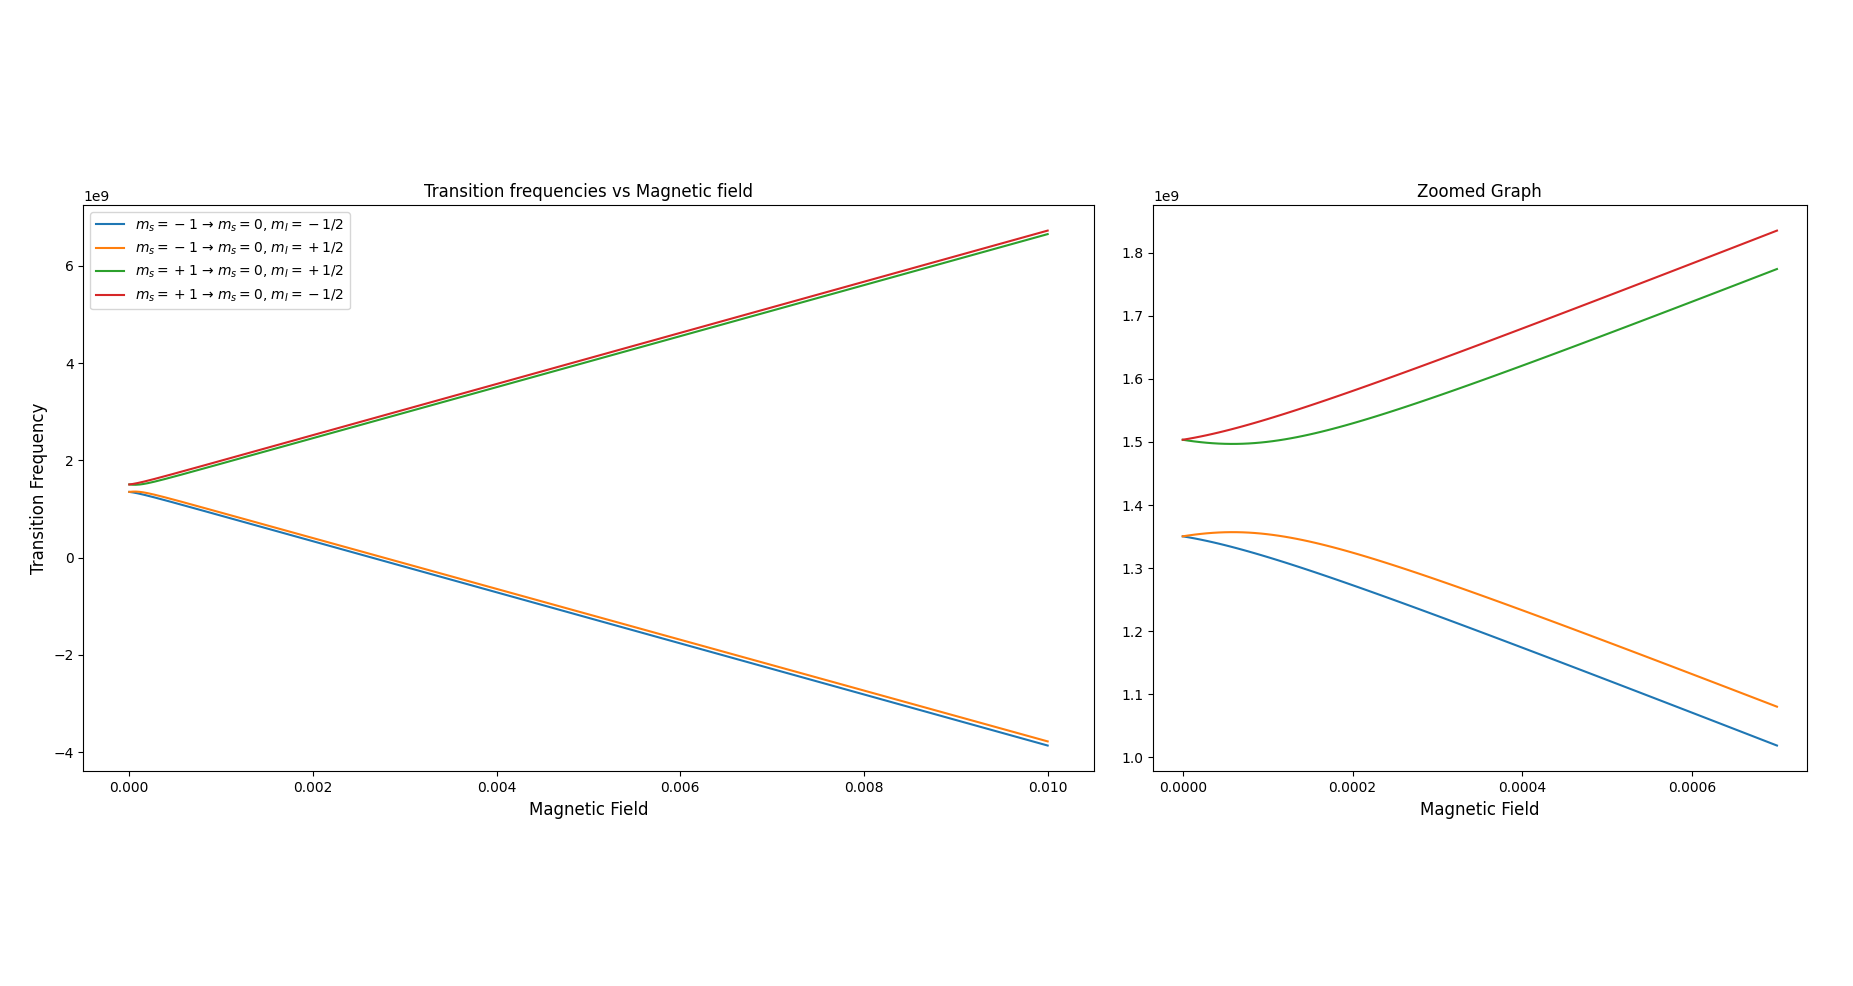 Transition frequencies vs Magnetic field
1e9
m_s = −1 → m_s = 0, m_I = −1/2
m_s = −1 → m_s = 0, m_I = +1/2
m_s = +1 → m_s = 0, m_I = +1/2
m_s = +1 → m_s = 0, m_I = −1/2
6
4
2
0
−2
−4
Transition Frequency
0.000 0.002 0.004 0.006 0.008 0.010
Magnetic Field
Zoomed Graph
1e9
1.8
1.7
1.6
1.5
1.4
1.3
1.2
1.1
1.0
0.0000 0.0002 0.0004 0.0006
Magnetic Field